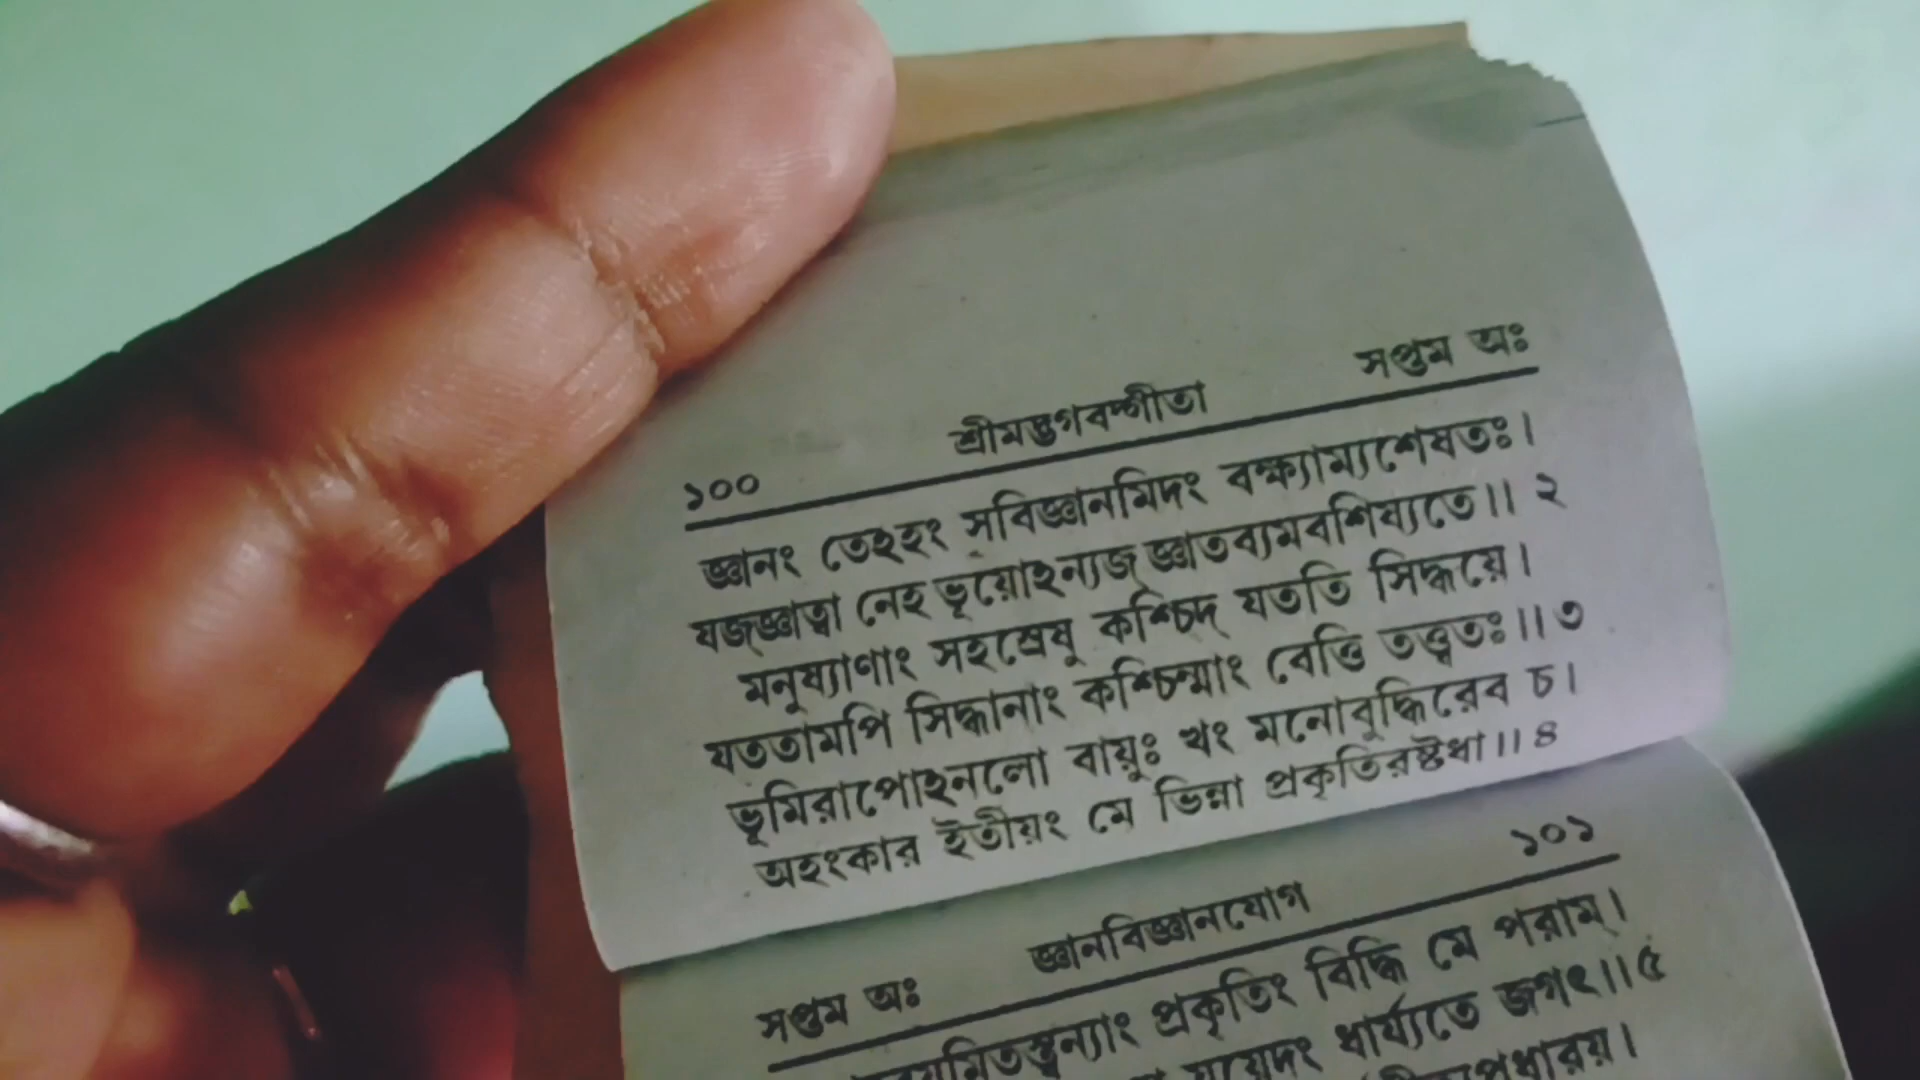 ১০০ শ্রীমদ্ভগবদ্গীতা সপ্তম অঃ
জ্ঞানং তেঽহং সবিজ্ঞানমিদং বক্ষ্যাম্যশেষতঃ।
যজ্জ্ঞাত্বা নেহ ভূয়োঽন্যজ্ জ্ঞাতব্যমবশিষ্যতে।। ২
মনুষ্যাণাং সহস্রেষু কশ্চিদ্ যততি সিদ্ধয়ে।
যততামপি সিদ্ধানাং কশ্চিন্মাং বেত্তি তত্ত্বতঃ।। ৩
ভূমিরাপোঽনলো বায়ুঃ খং মনোবুদ্ধিরেব চ।
অহংকার ইতীয়ং মে ভিন্না প্রকৃতিরষ্টধা।। ৪
সপ্তম অঃ জ্ঞানবিজ্ঞানযোগ ১০১
প্রকৃতিং বিদ্ধি মে পরাম্।
যয়েদং ধার্য্যতে জগৎ।। ৫